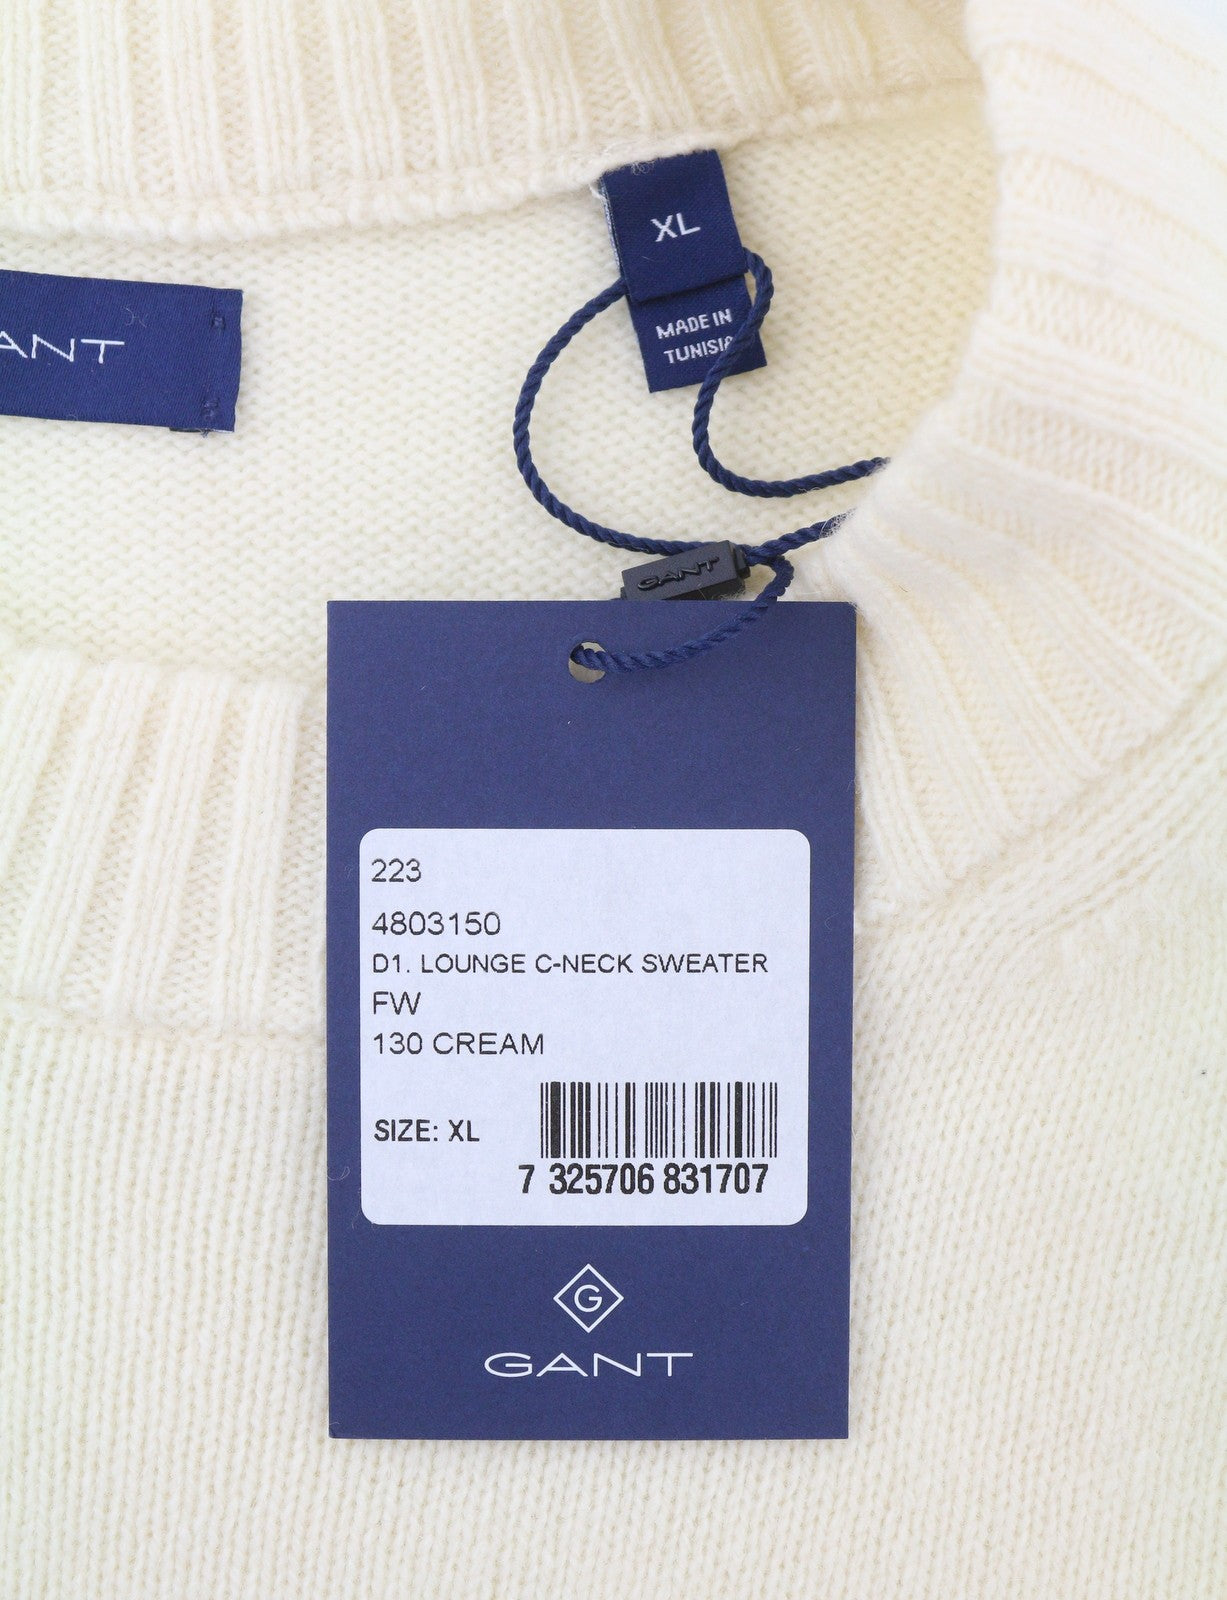 XL
MADE IN
TUNISIA
ANT
GANT
223
4803150
D1. LOUNGE C-NECK SWEATER
FW
130 CREAM
SIZE: XL
7 325706 831707
G
GANT